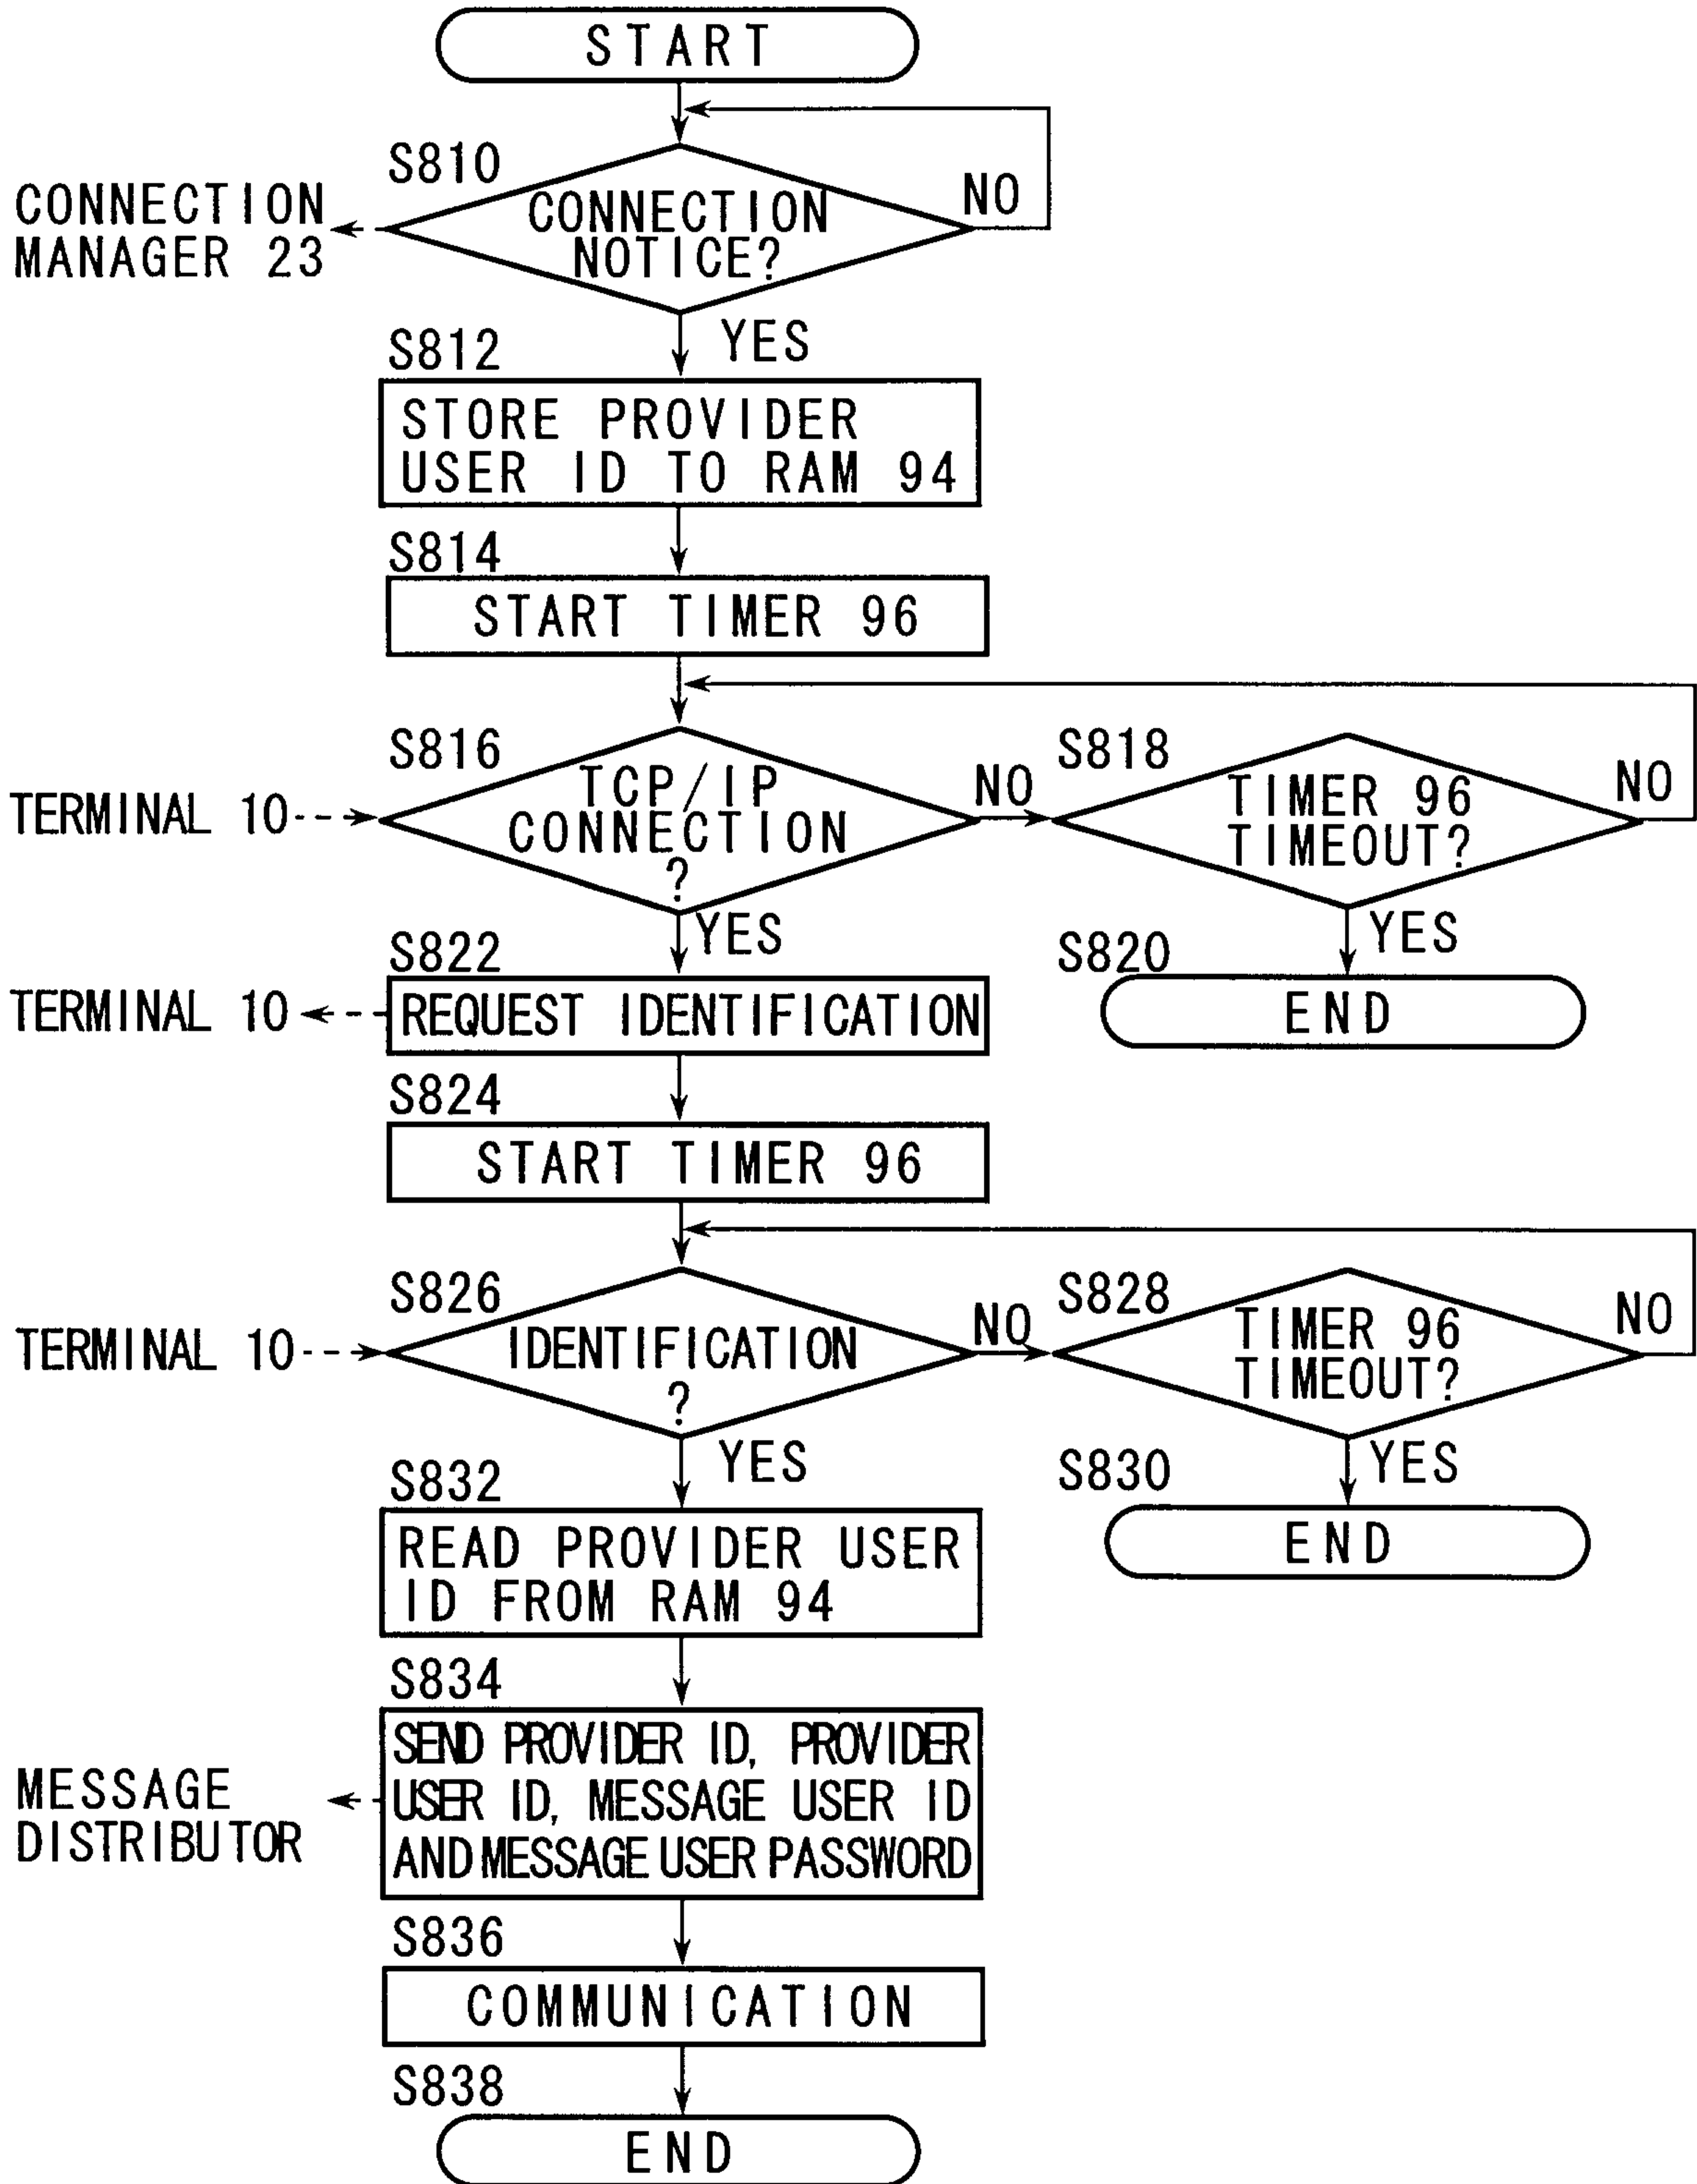 START
S810
CONNECTION
MANAGER 23
CONNECTION
NOTICE?
NO
YES
S812
STORE PROVIDER
USER ID TO RAM 94
S814
START TIMER 96
S816
TERMINAL 10
TCP/IP
CONNECTION
?
NO
YES
S818
TIMER 96
TIMEOUT?
NO
YES
S820
END
S822
TERMINAL 10
REQUEST IDENTIFICATION
S824
START TIMER 96
S826
TERMINAL 10
IDENTIFICATION
?
NO
YES
S828
TIMER 96
TIMEOUT?
NO
YES
S830
END
S832
READ PROVIDER USER
ID FROM RAM 94
S834
MESSAGE
DISTRIBUTOR
SEND PROVIDER ID, PROVIDER
USER ID, MESSAGE USER ID
AND MESSAGE USER PASSWORD
S836
COMMUNICATION
S838
END